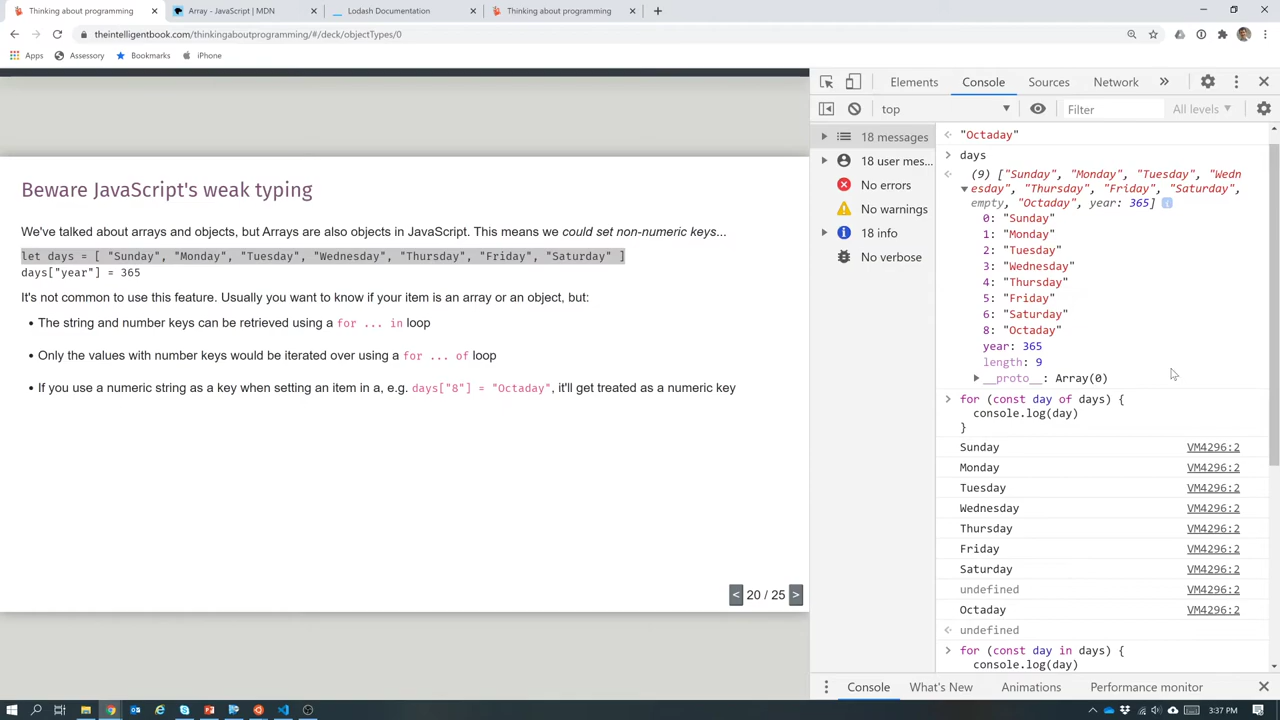 Thinking about programming
Array - JavaScript | MDN
Lodash Documentation
Thinking about programming
theintelligentbook.com/thinkingaboutprogramming/#/deck/objectTypes/0
Apps
Assessory
Bookmarks
iPhone
Beware JavaScript's weak typing
We've talked about arrays and objects, but Arrays are also objects in JavaScript. This means we could set non-numeric keys...
let days = [ "Sunday", "Monday", "Tuesday", "Wednesday", "Thursday", "Friday", "Saturday" ]
days["year"] = 365
It's not common to use this feature. Usually you want to know if your item is an array or an object, but:
• The string and number keys can be retrieved using a for ... in loop
• Only the values with number keys would be iterated over using a for ... of loop
• If you use a numeric string as a key when setting an item in a, e.g. days["8"] = "Octaday", it'll get treated as a numeric key
< 20 / 25 >
Elements
Console
Sources
Network
top
Filter
All levels
18 messages
18 user mes...
No errors
No warnings
18 info
No verbose
"Octaday"
days
(9) ["Sunday", "Monday", "Tuesday", "Wedn
esday", "Thursday", "Friday", "Saturday",
empty, "Octaday", year: 365]
0: "Sunday"
1: "Monday"
2: "Tuesday"
3: "Wednesday"
4: "Thursday"
5: "Friday"
6: "Saturday"
8: "Octaday"
year: 365
length: 9
__proto__: Array(0)
for (const day of days) {
console.log(day)
}
Sunday VM4296:2
Monday VM4296:2
Tuesday VM4296:2
Wednesday VM4296:2
Thursday VM4296:2
Friday VM4296:2
Saturday VM4296:2
undefined VM4296:2
Octaday VM4296:2
undefined
for (const day in days) {
console.log(day)
Console
What's New
Animations
Performance monitor
3:37 PM